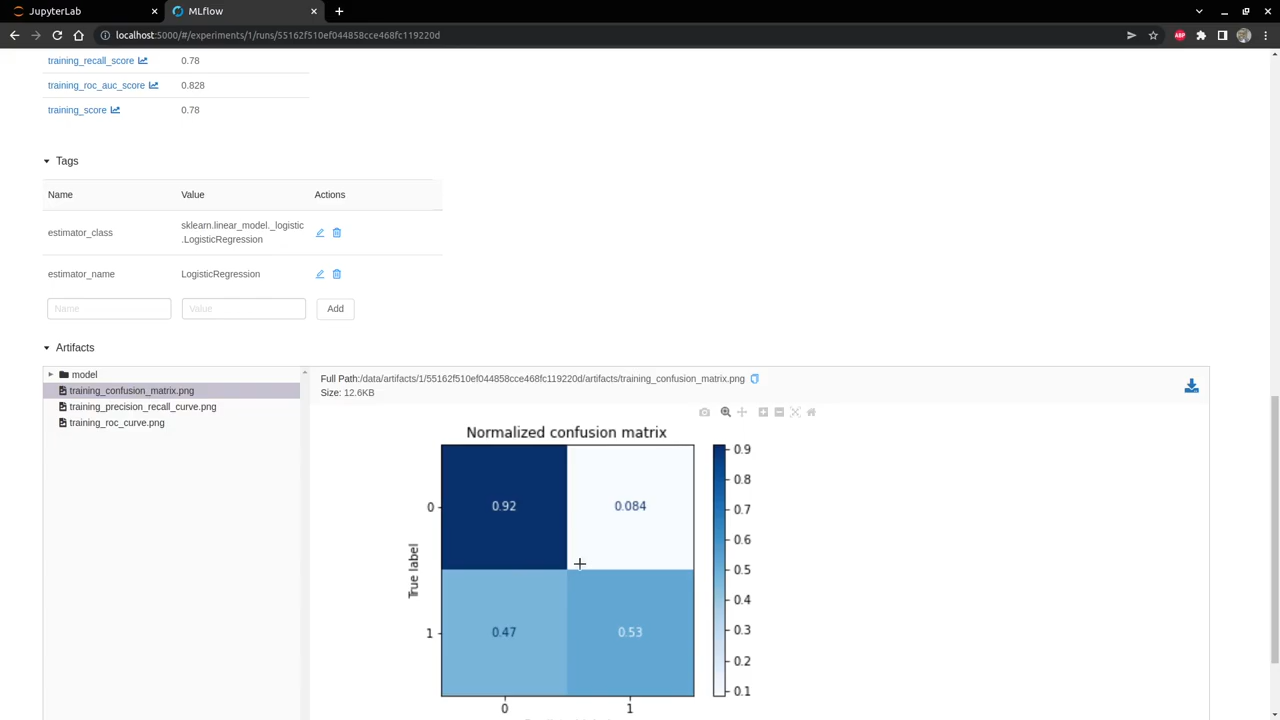 JupyterLab
MLflow
localhost:5000/#/experiments/1/runs/55162f510ef044858cce468fc119220d
ABP
training_recall_score 0.78
training_roc_auc_score 0.828
training_score 0.78
Tags
Name Value Actions
estimator_class sklearn.linear_model._logistic
.LogisticRegression
estimator_name LogisticRegression
Name Value Add
Artifacts
model
training_confusion_matrix.png
training_precision_recall_curve.png
training_roc_curve.png
Full Path:/data/artifacts/1/55162f510ef044858cce468fc119220d/artifacts/training_confusion_matrix.png
Size: 12.6KB
Normalized confusion matrix
0.9
0.8
0.7
0.6
0.5
0.4
0.3
0.2
0.1
0 0.92 0.084
True label
1 0.47 0.53
0 1